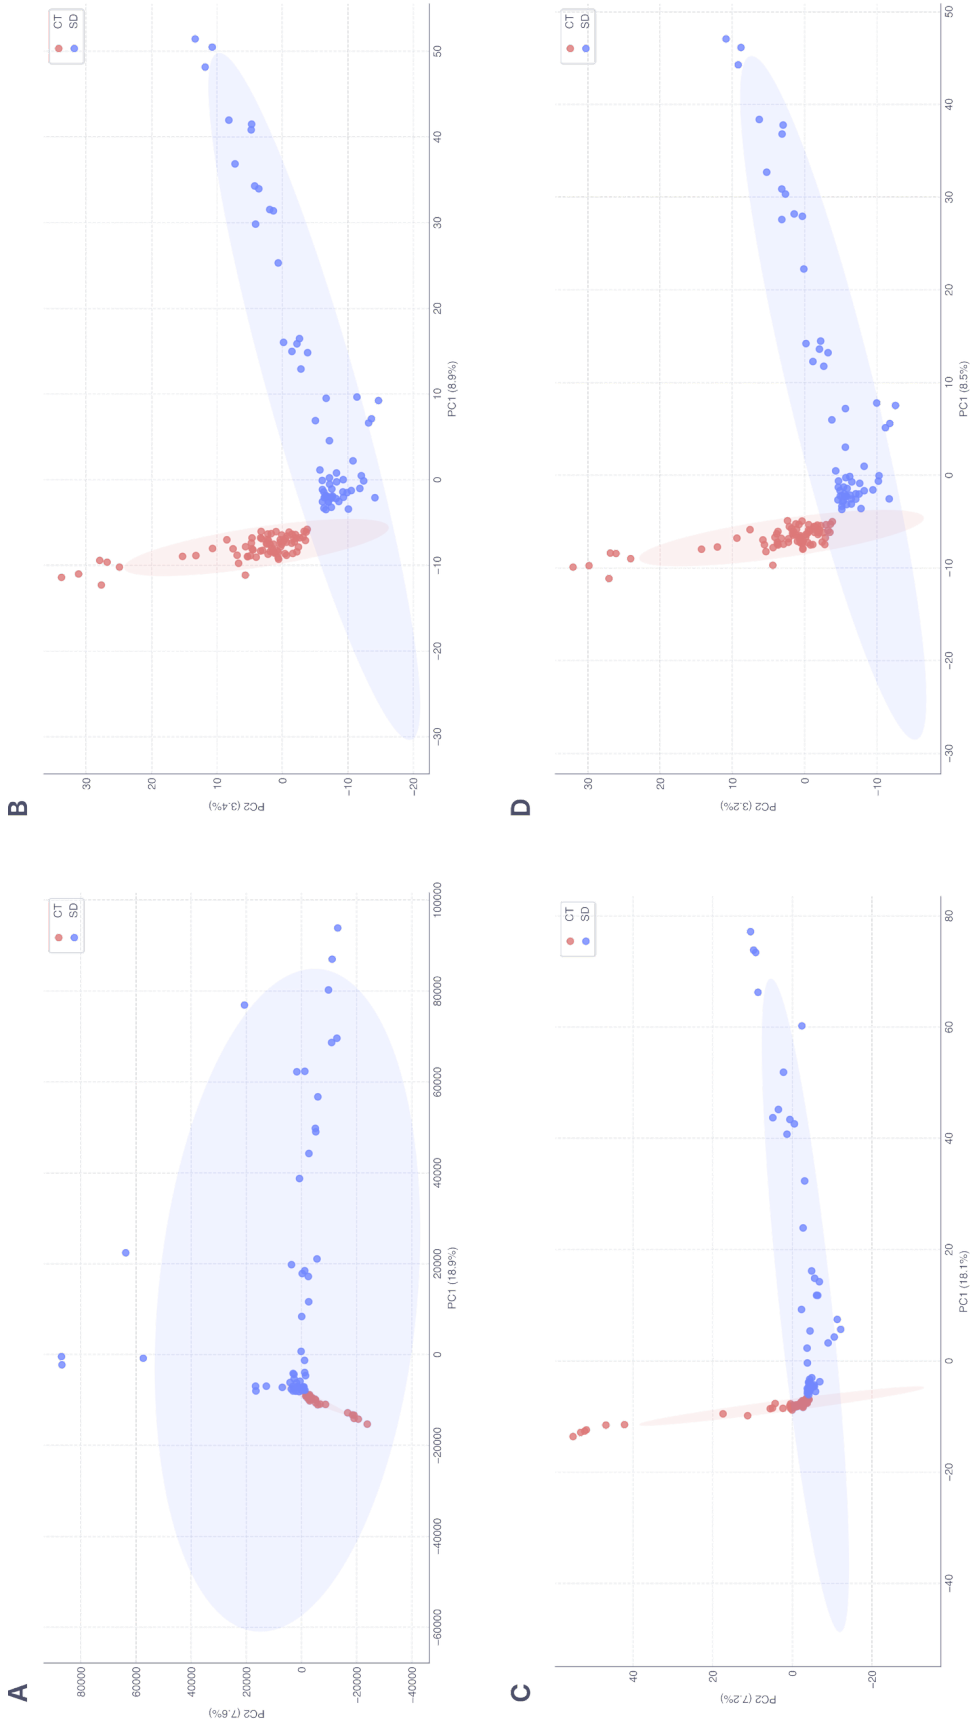 A
CT
SD
80000
60000
40000
20000
0
−20000
−40000
PC2 (7.6%)
−60000
−40000
−20000
0
20000
40000
60000
80000
100000
PC1 (18.9%)
B
CT
SD
30
20
10
0
−10
−20
PC2 (3.4%)
−30
−20
−10
0
10
20
30
40
50
PC1 (8.9%)
C
CT
SD
40
20
0
−20
PC2 (7.2%)
−40
−20
0
20
40
60
80
PC1 (18.1%)
D
CT
SD
30
20
10
0
−10
PC2 (3.2%)
−30
−20
−10
0
10
20
30
40
50
PC1 (8.5%)